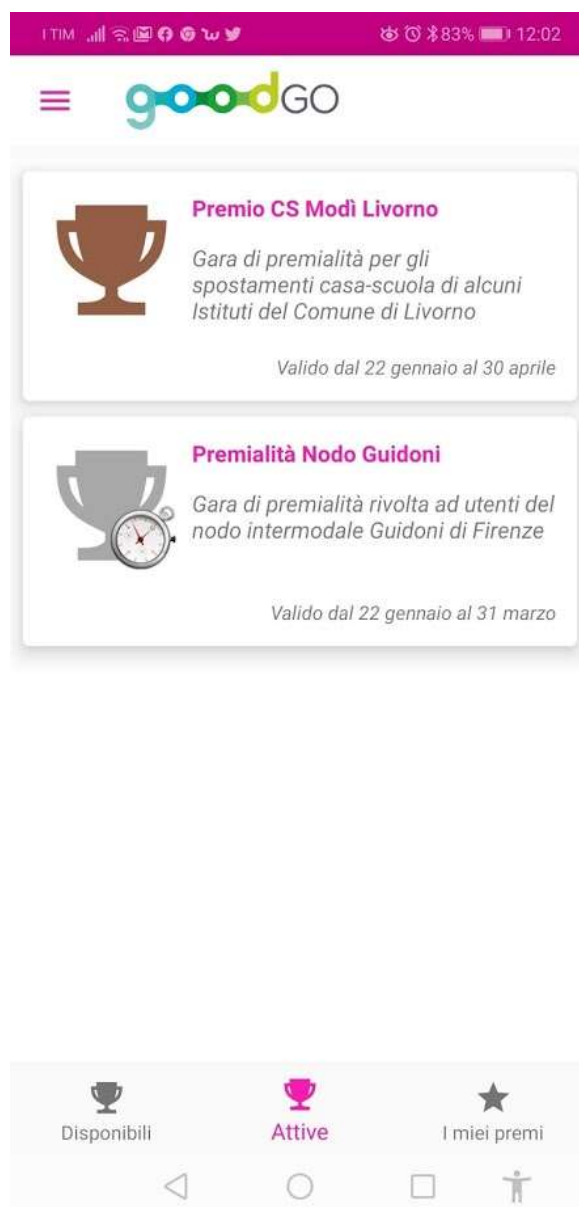 I TIM 83% 12:02
goodGO
Premio CS Modì Livorno
Gara di premialità per gli
spostamenti casa-scuola di alcuni
Istituti del Comune di Livorno
Valido dal 22 gennaio al 30 aprile
Premialità Nodo Guidoni
Gara di premialità rivolta ad utenti del
nodo intermodale Guidoni di Firenze
Valido dal 22 gennaio al 31 marzo
Disponibili Attive I miei premi